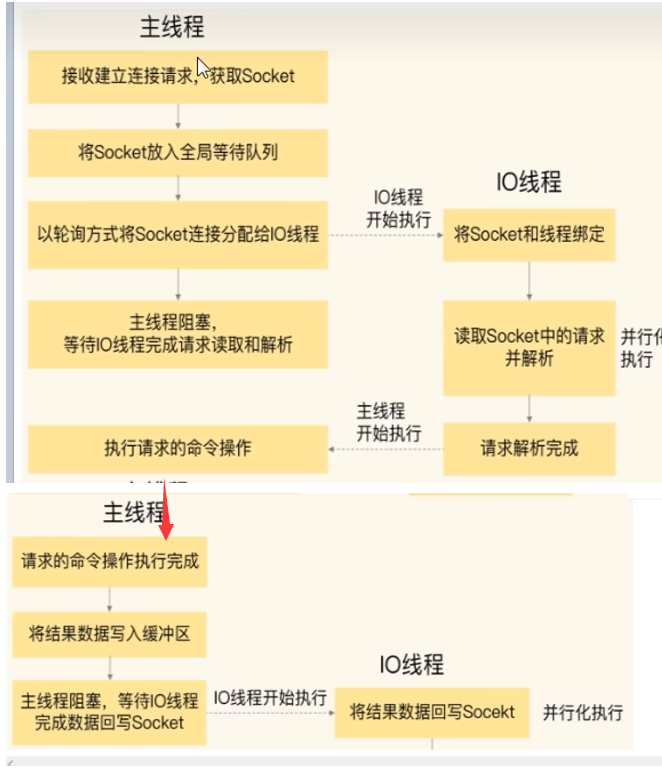 主线程
接收建立连接请求，获取Socket
将Socket放入全局等待队列
IO线程
IO线程
开始执行
以轮询方式将Socket连接分配给IO线程
将Socket和线程绑定
主线程阻塞，
等待IO线程完成请求读取和解析
读取Socket中的请求
并解析
并行化
执行
主线程
开始执行
执行请求的命令操作
请求解析完成
主线程
请求的命令操作执行完成
将结果数据写入缓冲区
IO线程
主线程阻塞，等待IO线程
完成数据回写Socket
IO线程开始执行
将结果数据回写Socekt
并行化执行